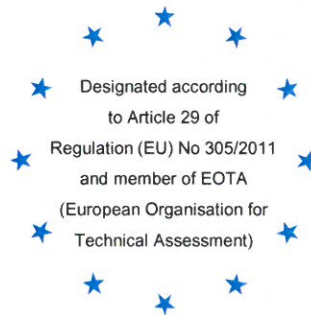 Designated according
to Article 29 of
Regulation (EU) No 305/2011
and member of EOTA
(European Organisation for
Technical Assessment)